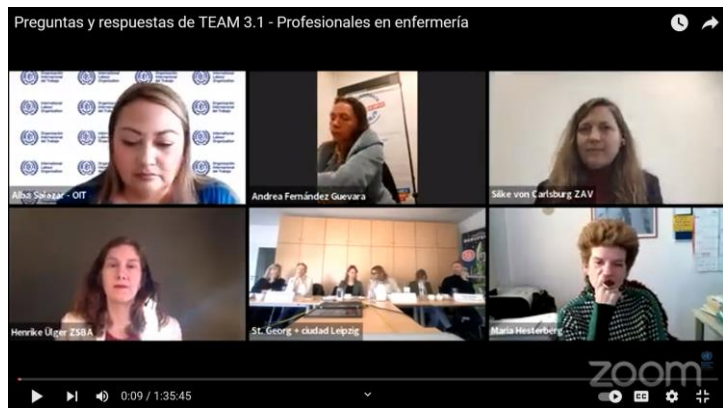 Preguntas y respuestas de TEAM 3.1 - Profesionales en enfermería
Alba Salazar - OIT
Andrea Fernández Guevara
Silke von Carlsburg ZAV
Henrike Ülger ZSBA
St. Georg + ciudad Leipzig
Maria Hesterberg
zoom
0:09 / 1:35:45
CC